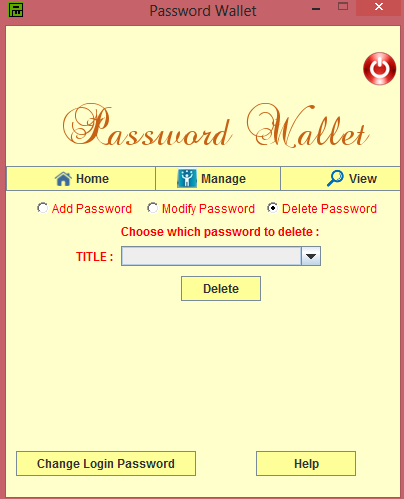 Password Wallet
Password Wallet
Home Manage View
Add Password Modify Password Delete Password
Choose which password to delete :
TITLE :
Delete
Change Login Password Help